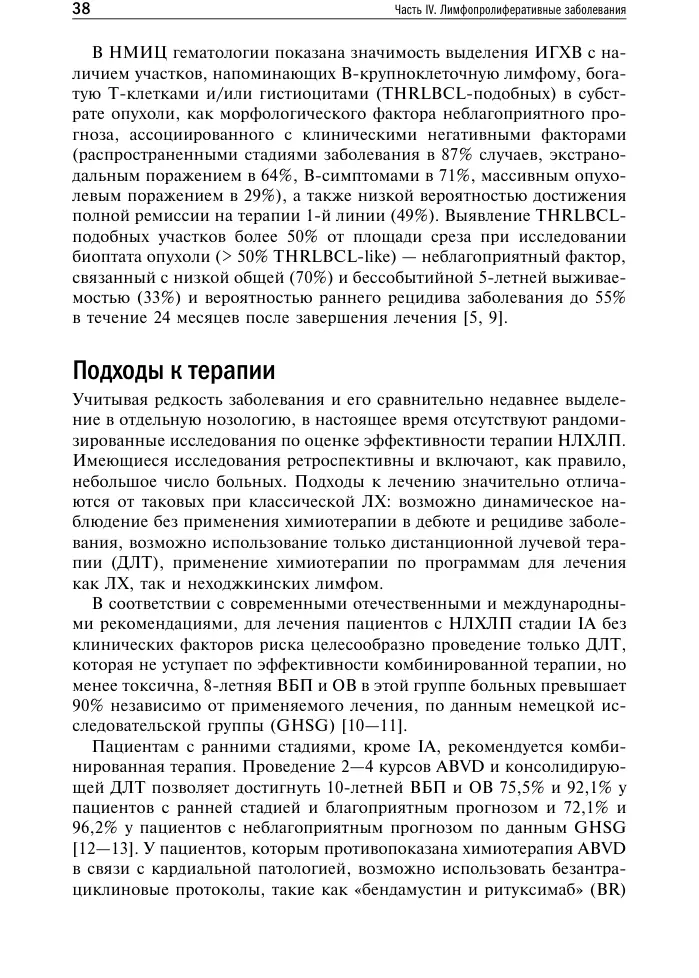 38
Часть IV. Лимфопролиферативные заболевания
В НМИЦ гематологии показана значимость выделения ИГХВ с на-
личием участков, напоминающих В-крупноклеточную лимфому, бога-
тую Т-клетками и/или гистиоцитами (THRLBCL-подобных) в субст-
рате опухоли, как морфологического фактора неблагоприятного про-
гноза, ассоциированного с клиническими негативными факторами
(распространенными стадиями заболевания в 87% случаев, экстрано-
дальным поражением в 64%, В-симптомами в 71%, массивным опухо-
левым поражением в 29%), а также низкой вероятностью достижения
полной ремиссии на терапии 1-й линии (49%). Выявление THRLBCL-
подобных участков более 50% от площади среза при исследовании
биоптата опухоли (> 50% THRLBCL-like) — неблагоприятный фактор,
связанный с низкой общей (70%) и бессобытийной 5-летней выживае-
мостью (33%) и вероятностью раннего рецидива заболевания до 55%
в течение 24 месяцев после завершения лечения [5, 9].
Подходы к терапии
Учитывая редкость заболевания и его сравнительно недавнее выделе-
ние в отдельную нозологию, в настоящее время отсутствуют рандоми-
зированные исследования по оценке эффективности терапии НЛХЛП.
Имеющиеся исследования ретроспективны и включают, как правило,
небольшое число больных. Подходы к лечению значительно отлича-
ются от таковых при классической ЛХ: возможно динамическое на-
блюдение без применения химиотерапии в дебюте и рецидиве заболе-
вания, возможно использование только дистанционной лучевой тера-
пии (ДЛТ), применение химиотерапии по программам для лечения
как ЛХ, так и неходжкинских лимфом.
В соответствии с современными отечественными и международны-
ми рекомендациями, для лечения пациентов с НЛХЛП стадии IA без
клинических факторов риска целесообразно проведение только ДЛТ,
которая не уступает по эффективности комбинированной терапии, но
менее токсична, 8-летняя ВБП и ОВ в этой группе больных превышает
90% независимо от применяемого лечения, по данным немецкой ис-
следовательской группы (GHSG) [10—11].
Пациентам с ранними стадиями, кроме IA, рекомендуется комби-
нированная терапия. Проведение 2—4 курсов ABVD и консолидирую-
щей ДЛТ позволяет достигнуть 10-летней ВБП и ОВ 75,5% и 92,1% у
пациентов с ранней стадией и благоприятным прогнозом и 72,1% и
96,2% у пациентов с неблагоприятным прогнозом по данным GHSG
[12—13]. У пациентов, которым противопоказана химиотерапия ABVD
в связи с кардиальной патологией, возможно использовать безантра-
циклиновые протоколы, такие как «бендамустин и ритуксимаб» (BR)